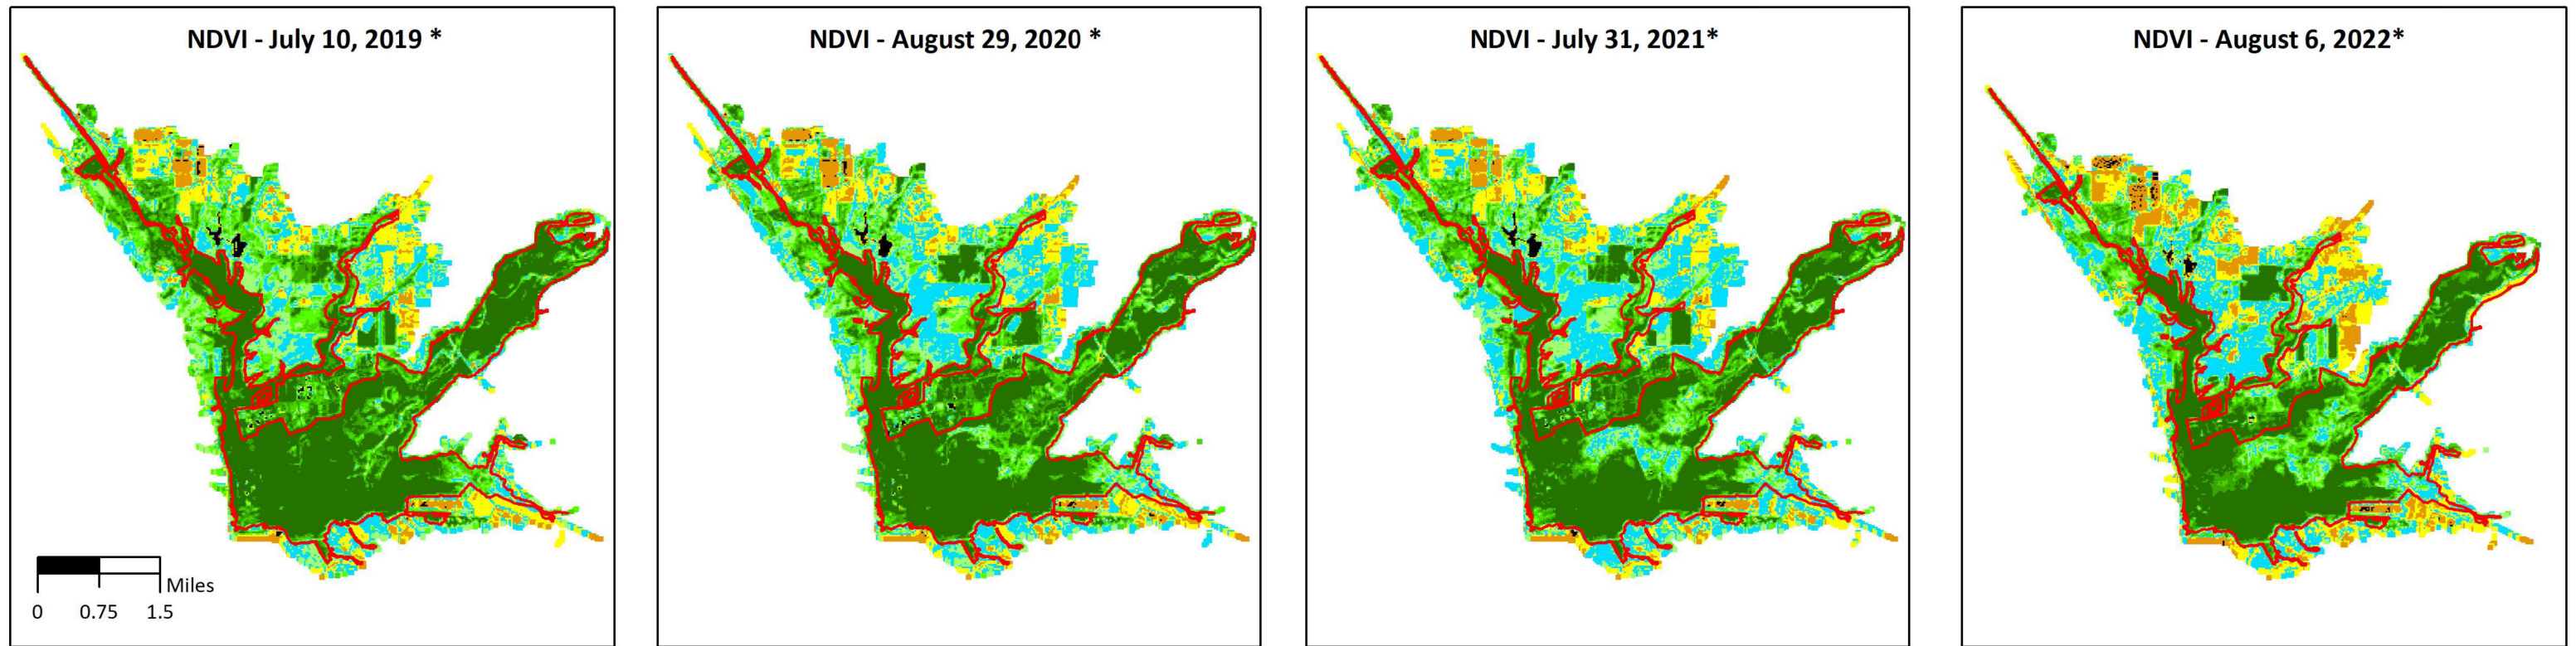 NDVI - July 10, 2019 *
NDVI - August 29, 2020 *
NDVI - July 31, 2021*
NDVI - August 6, 2022*
Miles
0 0.75 1.5